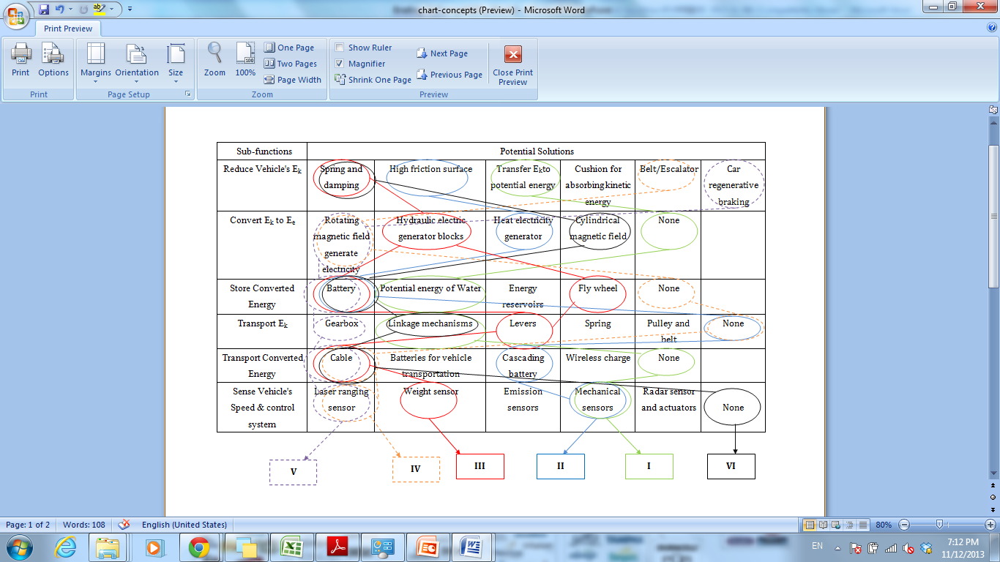 chart-concepts (Preview) - Microsoft Word
Print Preview
Print
Options
Margins
Orientation
Size
Zoom
100%
One Page
Two Pages
Page Width
Show Ruler
Magnifier
Shrink One Page
Next Page
Previous Page
Close Print
Preview
Print
Page Setup
Zoom
Preview
Sub-functions
Potential Solutions
Reduce Vehicle's Ek
Spring and
damping
High friction surface
Transfer Ekto
potential energy
Cushion for
absorbing kinetic
energy
Belt/Escalator
Car
regenerative
braking
Convert Ek to Ee
Rotating
magnetic field
generate
electricity
Hydraulic electric
generator blocks
Heat electricity
generator
Cylindrical
magnetic field
None
Store Converted
Energy
Battery
Potential energy of Water
Energy
reservoirs
Fly wheel
None
Transport Ek
Gearbox
Linkage mechanisms
Levers
Spring
Pulley and
belt
None
Transport Converted
Energy
Cable
Batteries for vehicle
transportation
Cascading
battery
Wireless charge
None
Sense Vehicle's
Speed & control
system
Laser ranging
sensor
Weight sensor
Emission
sensors
Mechanical
sensors
Radar sensor
and actuators
None
V
IV
III
II
I
VI
Page: 1 of 2
Words: 108
English (United States)
80%
EN
7:12 PM
11/12/2013